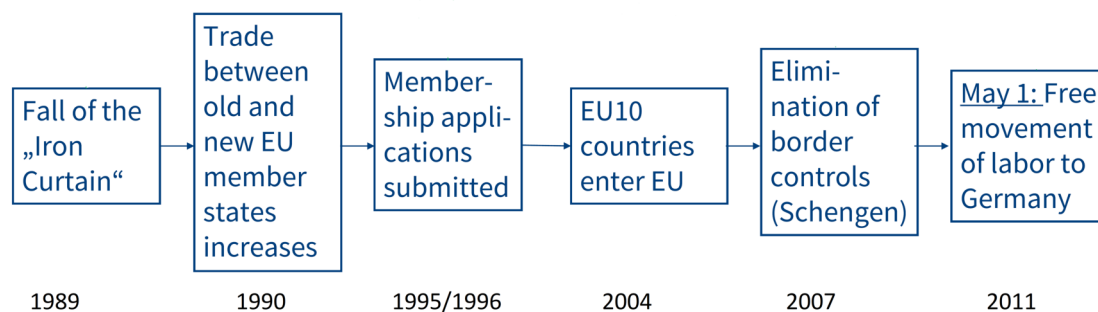 Fall of the
„Iron
Curtain“
Trade
between
old and
new EU
member
states
increases
Member-
ship appli-
cations
submitted
EU10
countries
enter EU
Elimi-
nation of
border
controls
(Schengen)
May 1: Free
movement
of labor to
Germany
1989
1990
1995/1996
2004
2007
2011